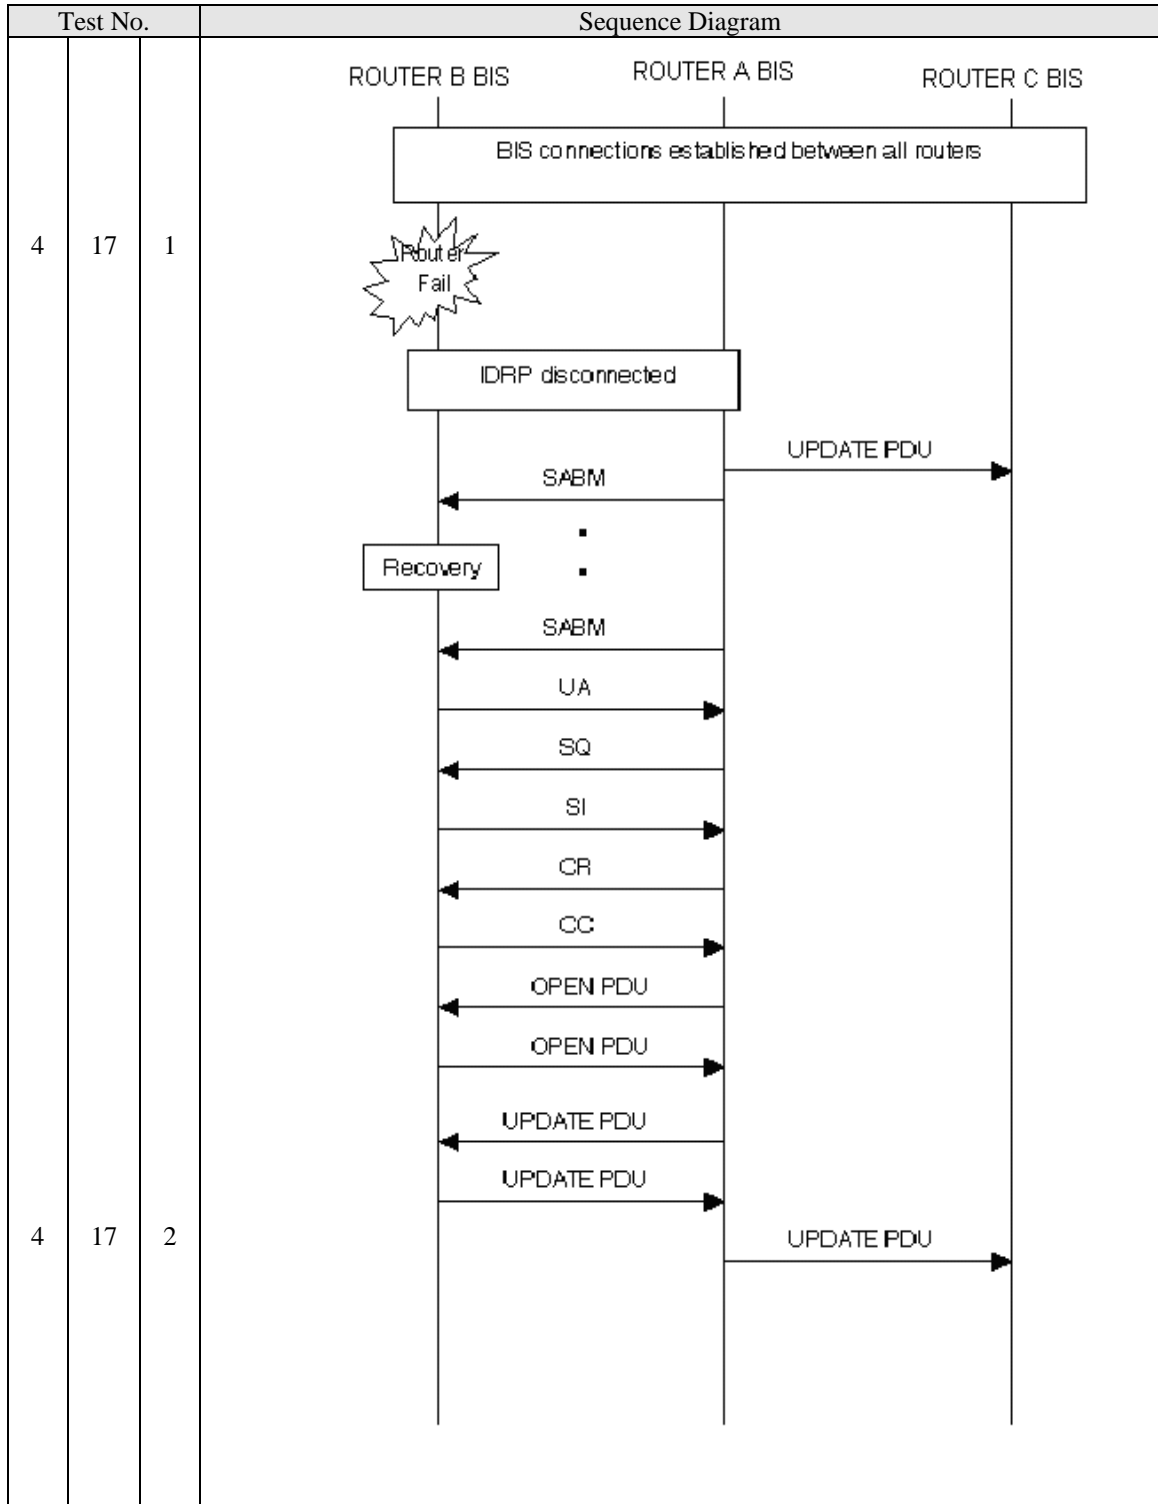 Test No. Sequence Diagram
ROUTER B BIS ROUTER A BIS ROUTER C BIS
BIS connections established between all routers
4 17 1
Router
Fail
IDRP disconnected
UPDATE PDU
SABM
Recovery
SABM
UA
SQ
SI
CR
CC
OPEN PDU
OPEN PDU
UPDATE PDU
UPDATE PDU
4 17 2 UPDATE PDU